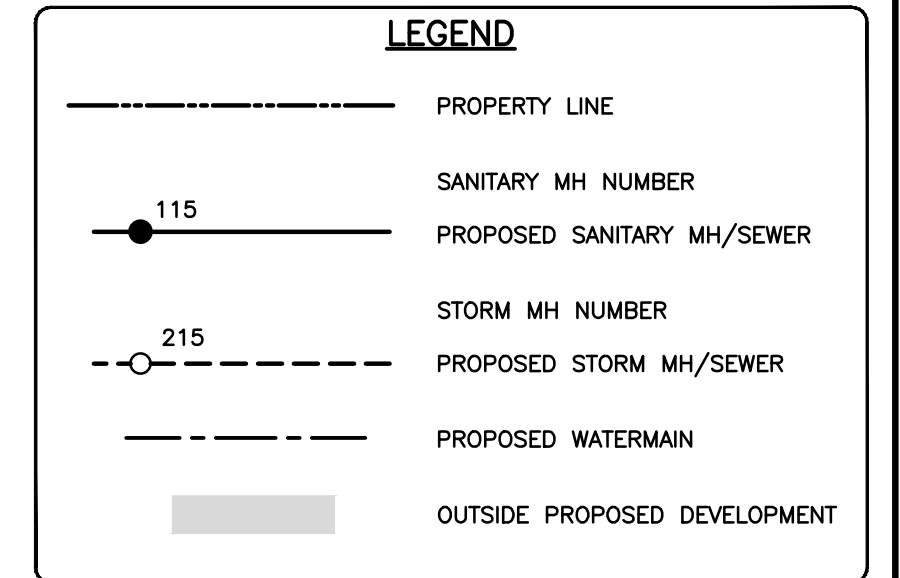 LEGEND
PROPERTY LINE
SANITARY MH NUMBER
115
PROPOSED SANITARY MH/SEWER
STORM MH NUMBER
215
PROPOSED STORM MH/SEWER
PROPOSED WATERMAIN
OUTSIDE PROPOSED DEVELOPMENT